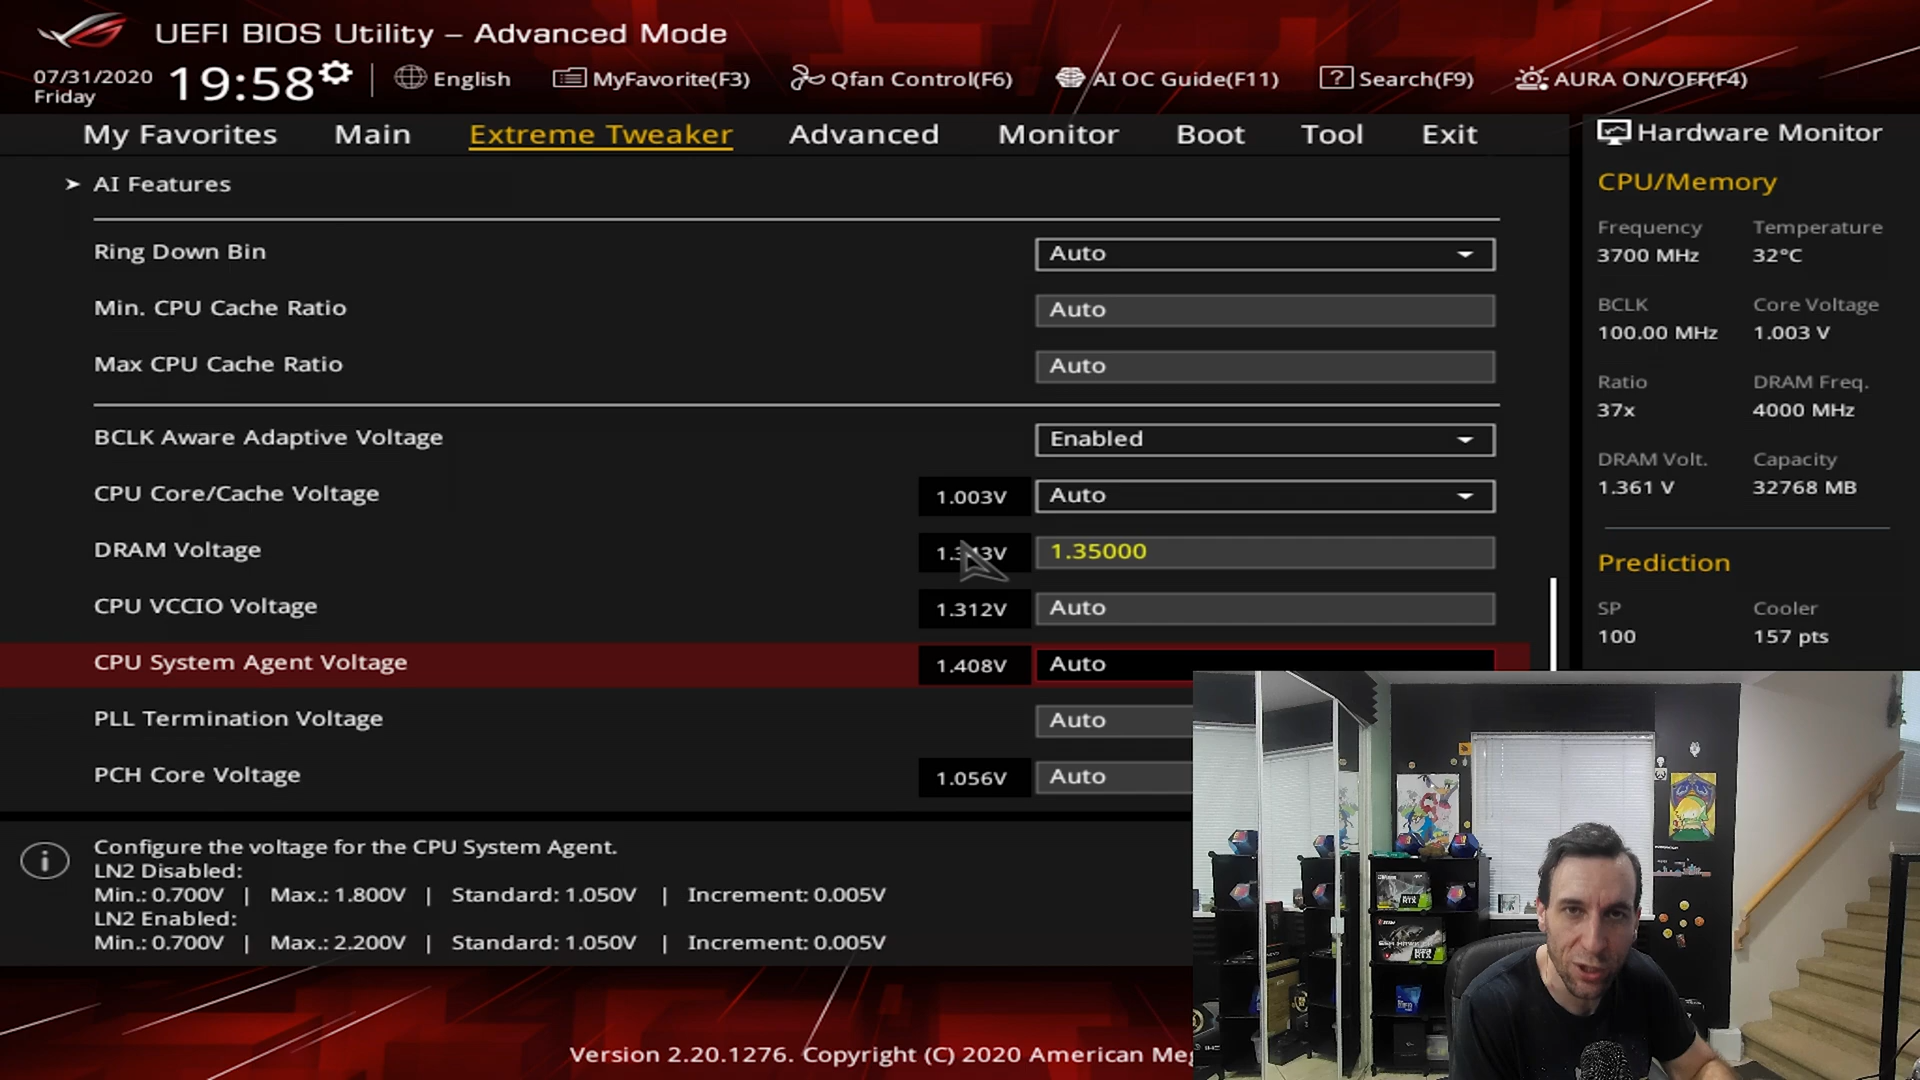 UEFI BIOS Utility – Advanced Mode
07/31/2020
Friday
19:58
English
MyFavorite(F3)
Qfan Control(F6)
AI OC Guide(F11)
Search(F9)
AURA ON/OFF(F4)
My Favorites
Main
Extreme Tweaker
Advanced
Monitor
Boot
Tool
Exit
AI Features
Ring Down Bin Auto
Min. CPU Cache Ratio Auto
Max CPU Cache Ratio Auto
BCLK Aware Adaptive Voltage Enabled
CPU Core/Cache Voltage 1.003V Auto
DRAM Voltage 1.35000
CPU VCCIO Voltage 1.312V Auto
CPU System Agent Voltage 1.408V Auto
PLL Termination Voltage Auto
PCH Core Voltage 1.056V Auto
Hardware Monitor
CPU/Memory
Frequency Temperature
3700 MHz 32°C
BCLK Core Voltage
100.00 MHz 1.003 V
Ratio DRAM Freq.
37x 4000 MHz
DRAM Volt. Capacity
1.361 V 32768 MB
Prediction
SP Cooler
100 157 pts
Configure the voltage for the CPU System Agent.
LN2 Disabled:
Min.: 0.700V | Max.: 1.800V | Standard: 1.050V | Increment: 0.005V
LN2 Enabled:
Min.: 0.700V | Max.: 2.200V | Standard: 1.050V | Increment: 0.005V
Version 2.20.1276. Copyright (C) 2020 American
RTX
RTX